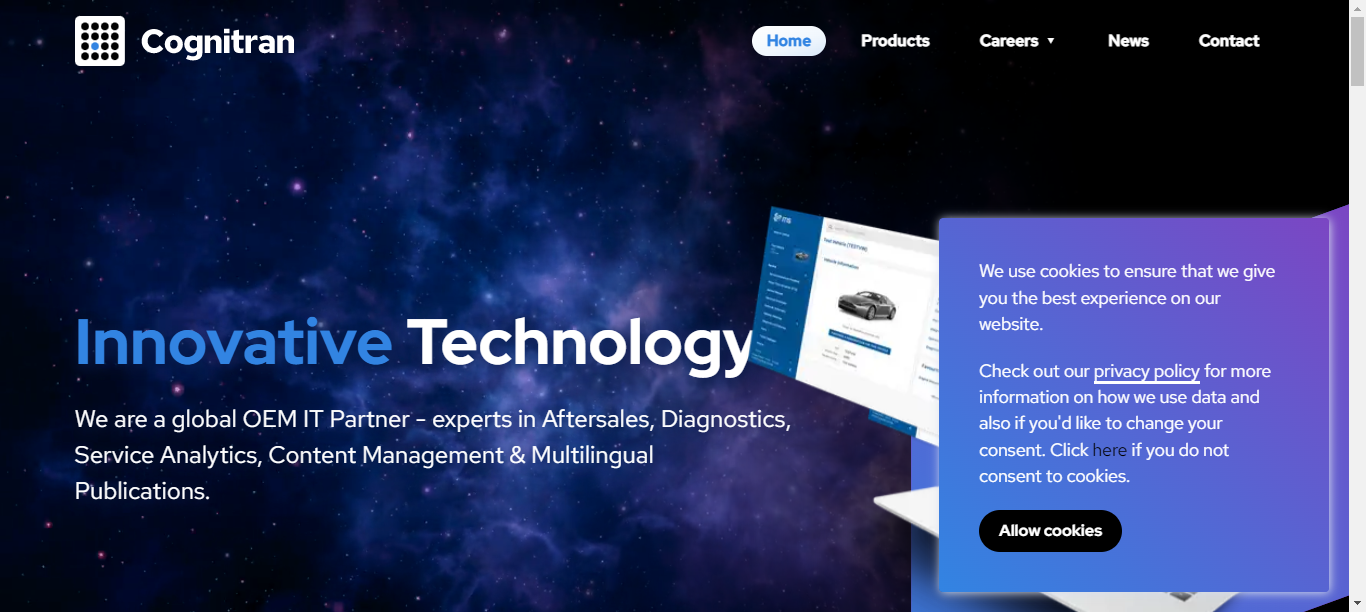 Cognitran
Home
Products
Careers ▼
News
Contact
Innovative Technology
We are a global OEM IT Partner - experts in Aftersales, Diagnostics,
Service Analytics, Content Management & Multilingual
Publications.
Vehicle Information
We use cookies to ensure that we give
you the best experience on our
website.
Check out our privacy policy for more
information on how we use data and
also if you'd like to change your
consent. Click here if you do not
consent to cookies.
Allow cookies